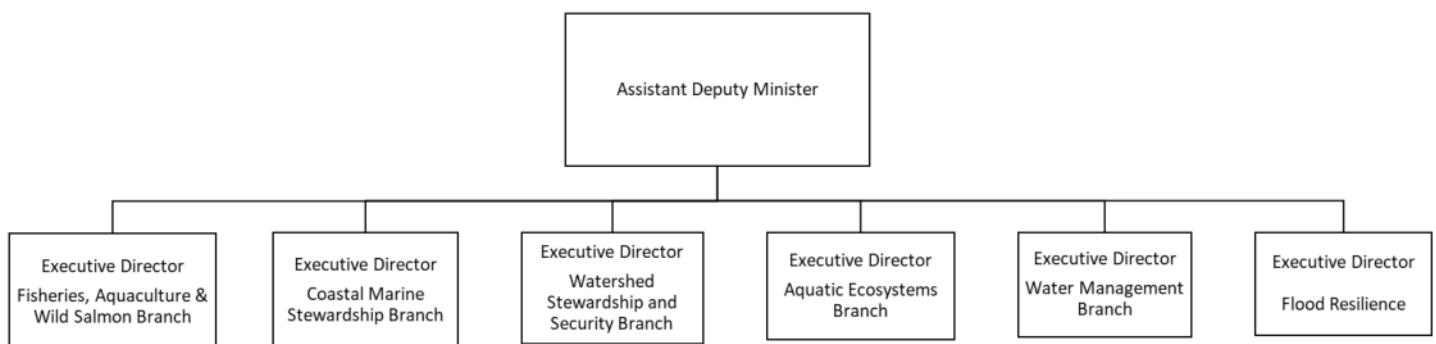 Assistant Deputy Minister
Executive Director
Fisheries, Aquaculture &
Wild Salmon Branch
Executive Director
Coastal Marine
Stewardship Branch
Executive Director
Watershed
Stewardship and
Security Branch
Executive Director
Aquatic Ecosystems
Branch
Executive Director
Water Management
Branch
Executive Director
Flood Resilience